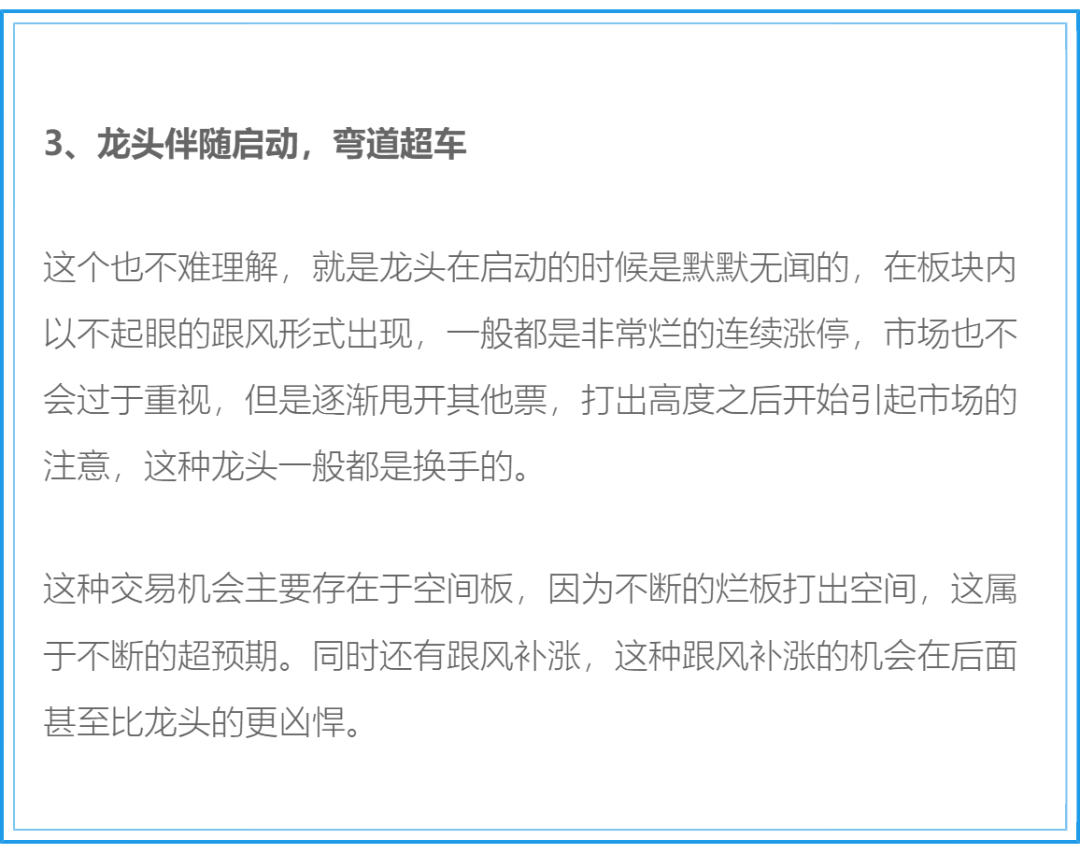 3、龙头伴随启动，弯道超车
这个也不难理解，就是龙头在启动的时候是默默无闻的，在板块内
以不起眼的跟风形式出现，一般都是非常烂的连续涨停，市场也不
会过于重视，但是逐渐甩开其他票，打出高度之后开始引起市场的
注意，这种龙头一般都是换手的。
这种交易机会主要存在于空间板，因为不断的烂板打出空间，这属
于不断的超预期。同时还有跟风补涨，这种跟风补涨的机会在后面
甚至比龙头的更凶悍。